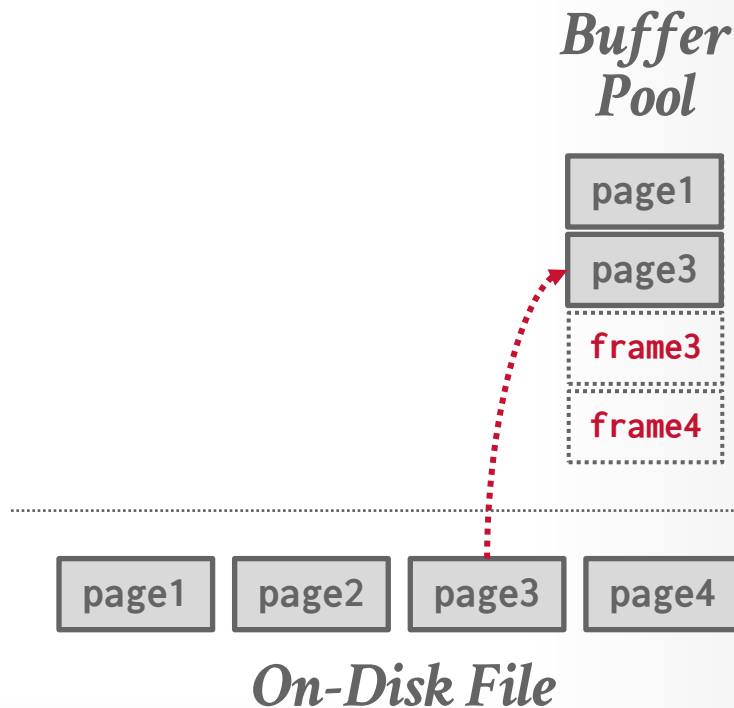 Buffer
Pool
page1
page3
frame3
frame4
page1 page2 page3 page4
On-Disk File